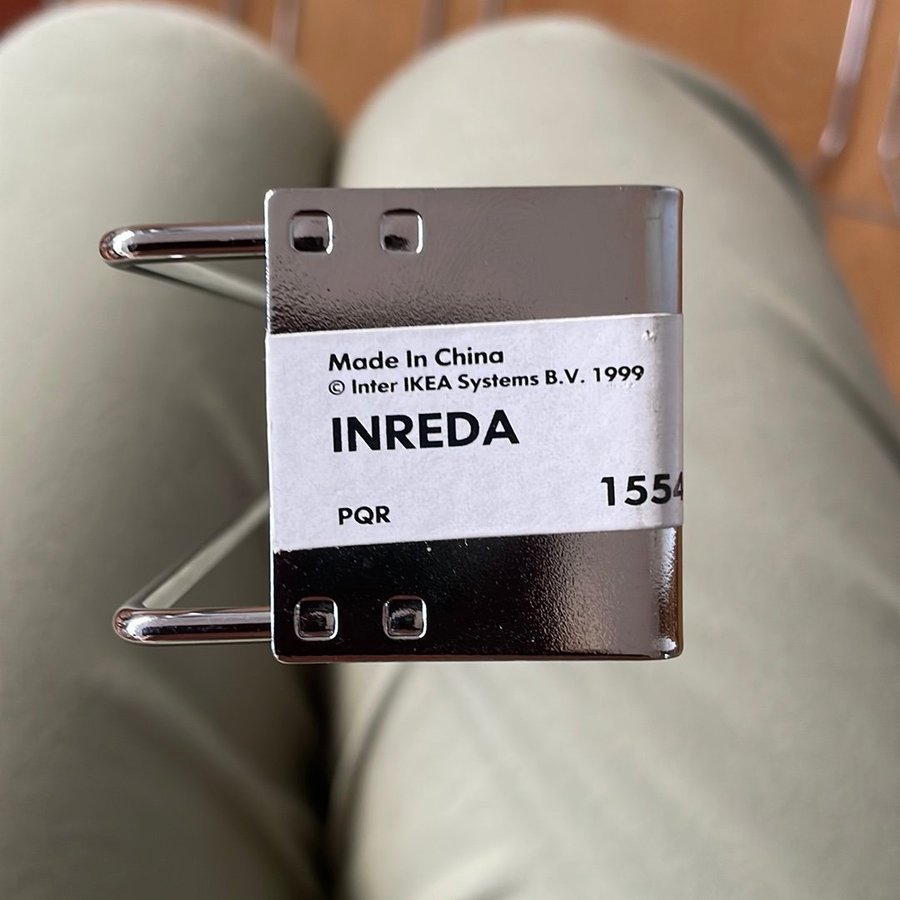 Made In China
© Inter IKEA Systems B.V. 1999
INREDA
1554
PQR